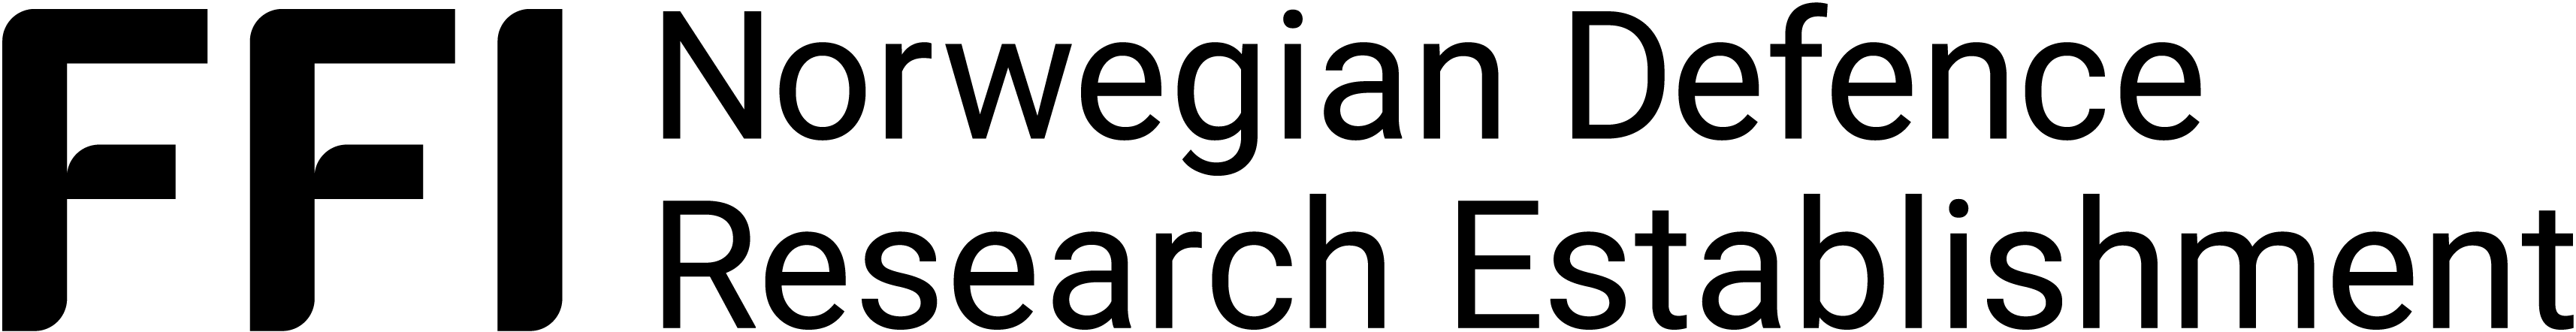 FFI
Norwegian Defence
Research Establishment